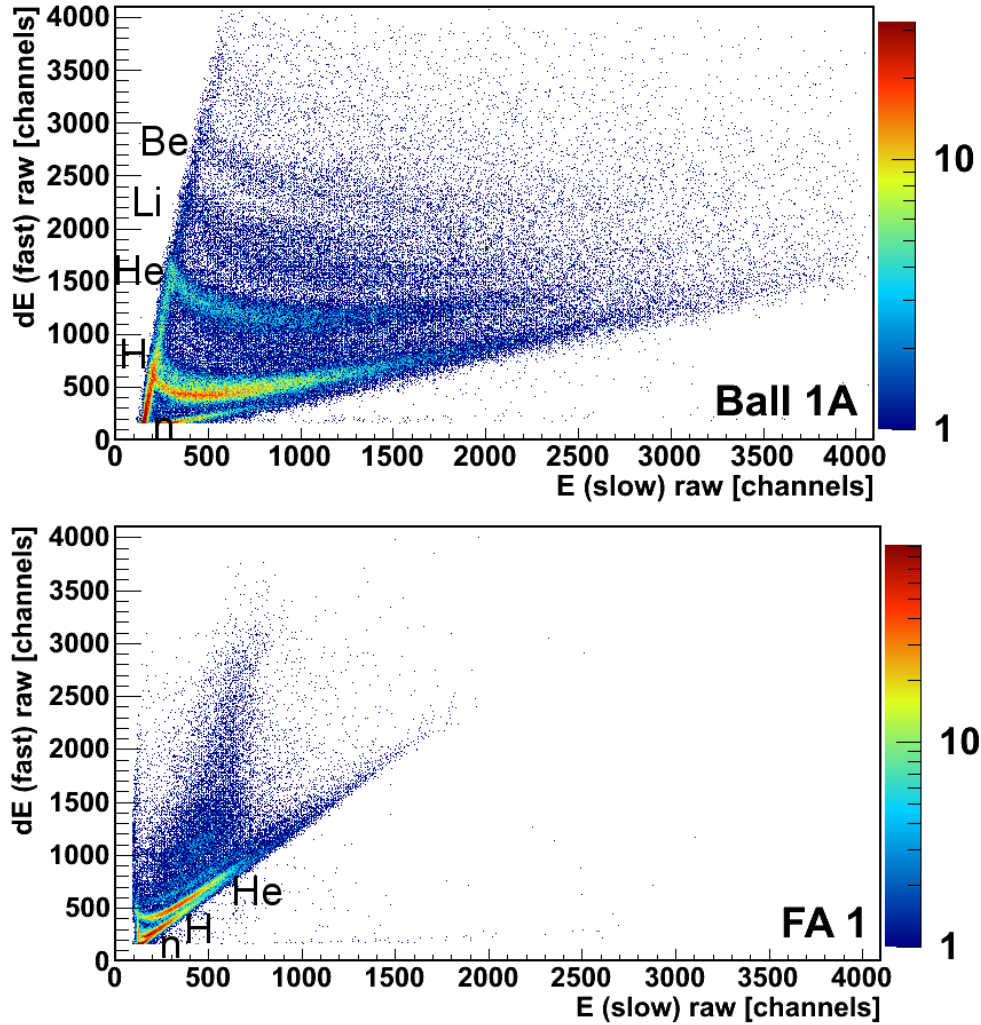 dE (fast) raw [channels]
4000
3500
3000
2500
2000
1500
1000
500
0
Be
Li
He
H
n
Ball 1A
10
1
0 500 1000 1500 2000 2500 3000 3500 4000
E (slow) raw [channels]
dE (fast) raw [channels]
4000
3500
3000
2500
2000
1500
1000
500
0
He
H
n
FA 1
10
1
0 500 1000 1500 2000 2500 3000 3500 4000
E (slow) raw [channels]